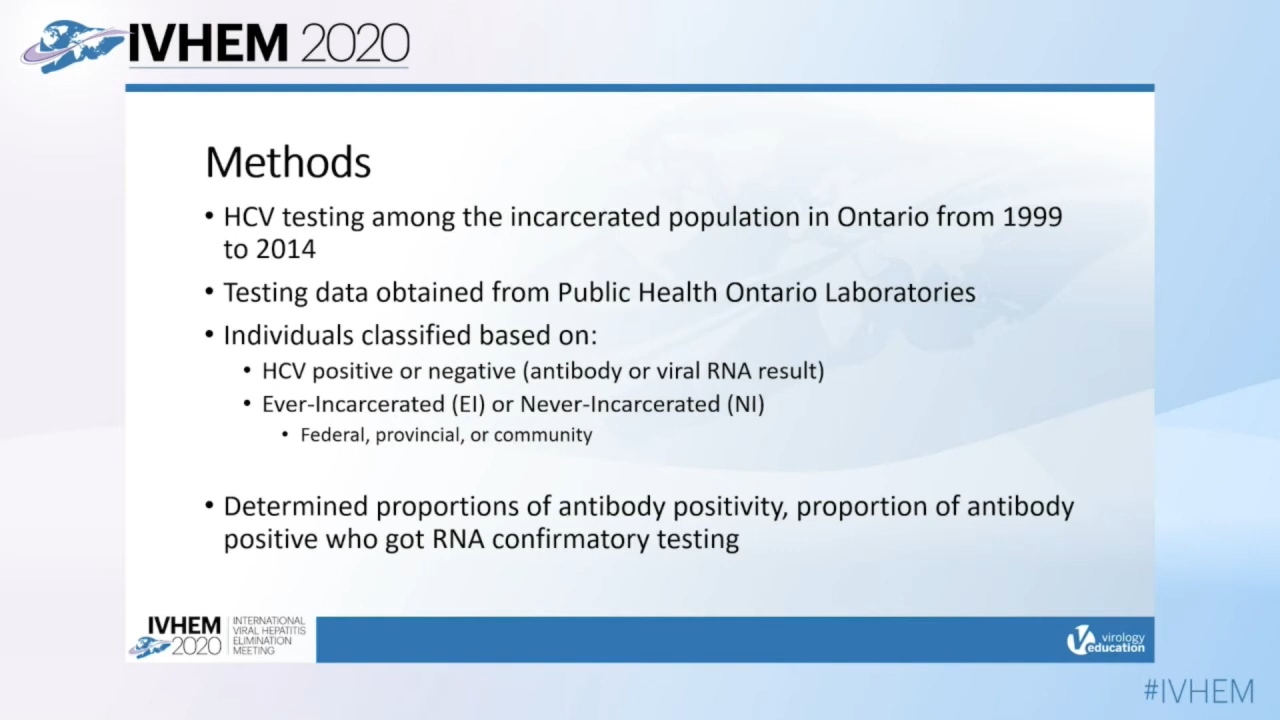 IVHEM 2020
Methods
• HCV testing among the incarcerated population in Ontario from 1999
to 2014
• Testing data obtained from Public Health Ontario Laboratories
• Individuals classified based on:
• HCV positive or negative (antibody or viral RNA result)
• Ever-Incarcerated (EI) or Never-Incarcerated (NI)
• Federal, provincial, or community
• Determined proportions of antibody positivity, proportion of antibody
positive who got RNA confirmatory testing
IVHEM
2020
INTERNATIONAL
VIRAL HEPATITIS
ELIMINATION
MEETING
virology
education
#IVHEM